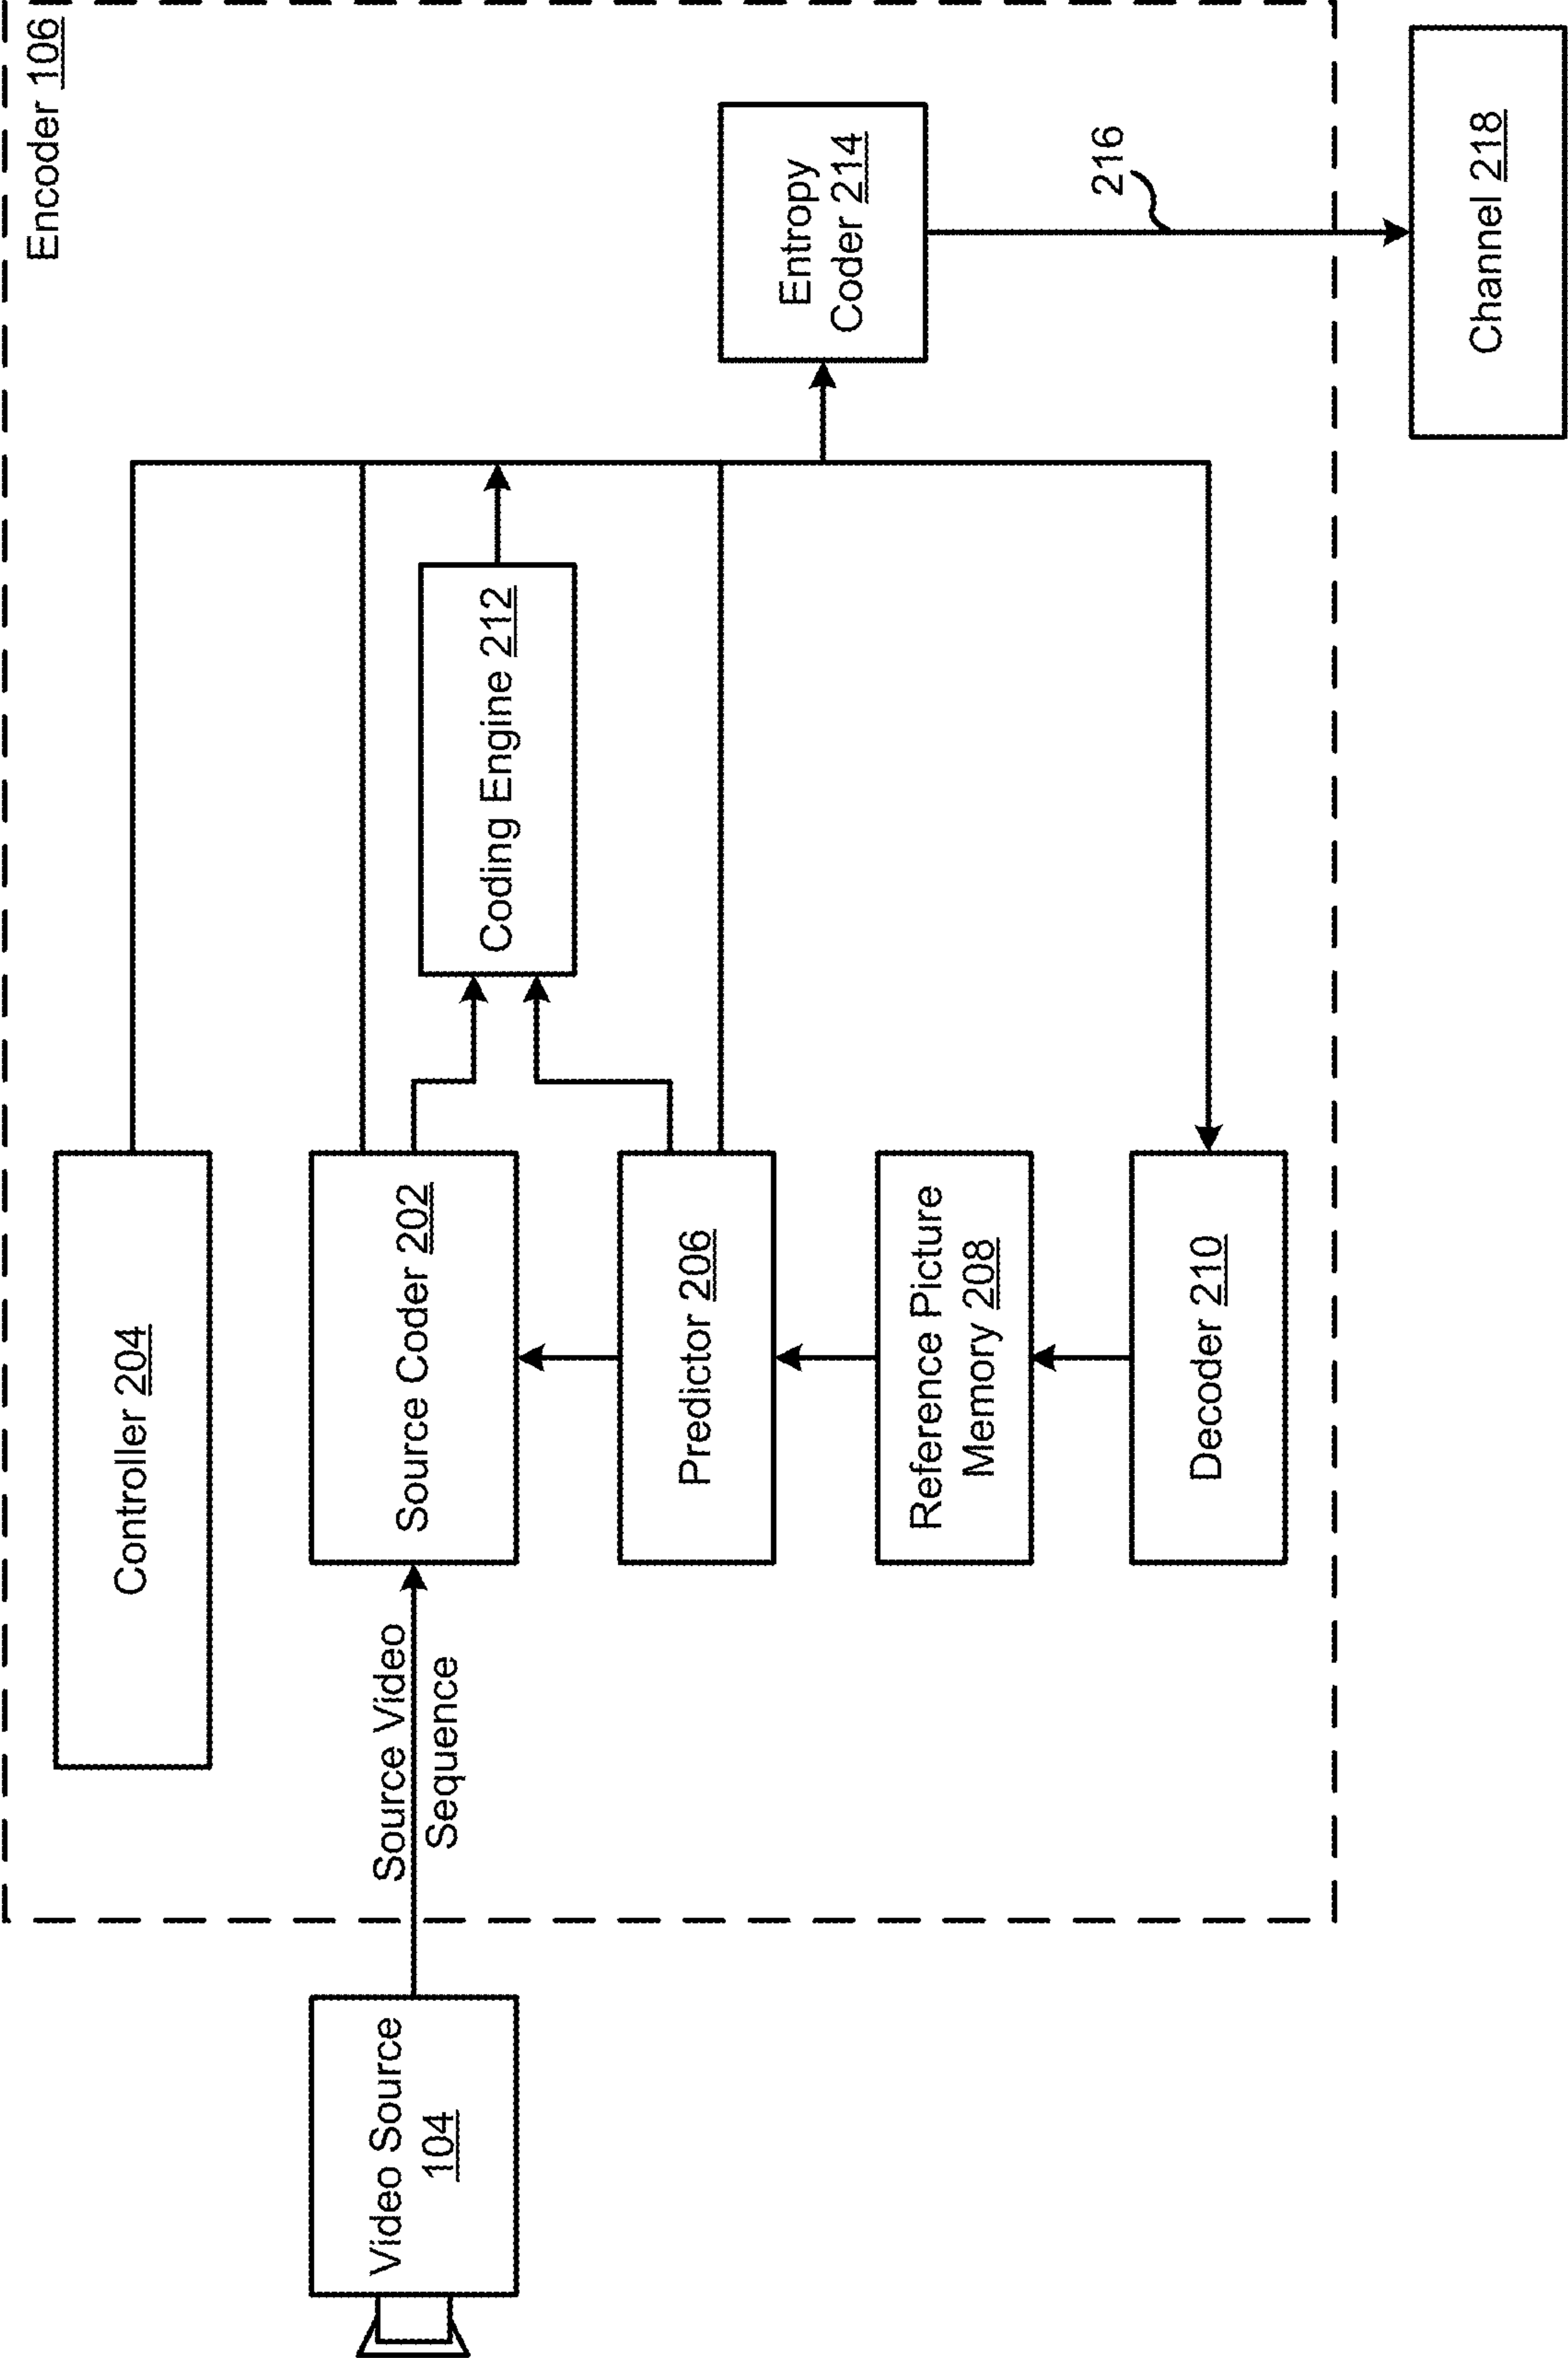 Encoder 106
Controller 204
Video Source
104
Source Video
Sequence
Source Coder 202
Coding Engine 212
Predictor 206
Entropy
Coder 214
Reference Picture
Memory 208
216
Decoder 210
Channel 218